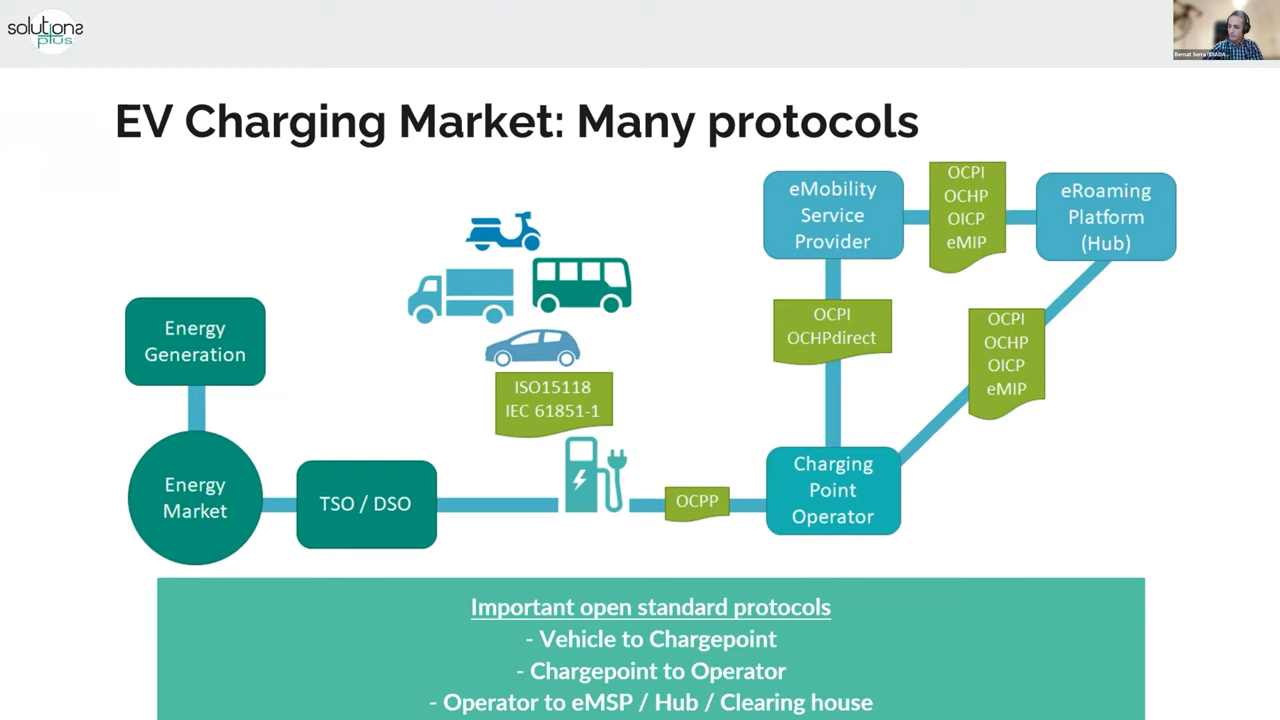 solutions
plus
Bernat Serra
EV Charging Market: Many protocols
eMobility
Service
Provider
OCPI
OCHP
OICP
eMIP
eRoaming
Platform
(Hub)
OCPI
OCHPdirect
OCPI
OCHP
OICP
eMIP
Energy
Generation
ISO15118
IEC 61851-1
Energy
Market
TSO / DSO
OCPP
Charging
Point
Operator
Important open standard protocols
- Vehicle to Chargepoint
- Chargepoint to Operator
- Operator to eMSP / Hub / Clearing house